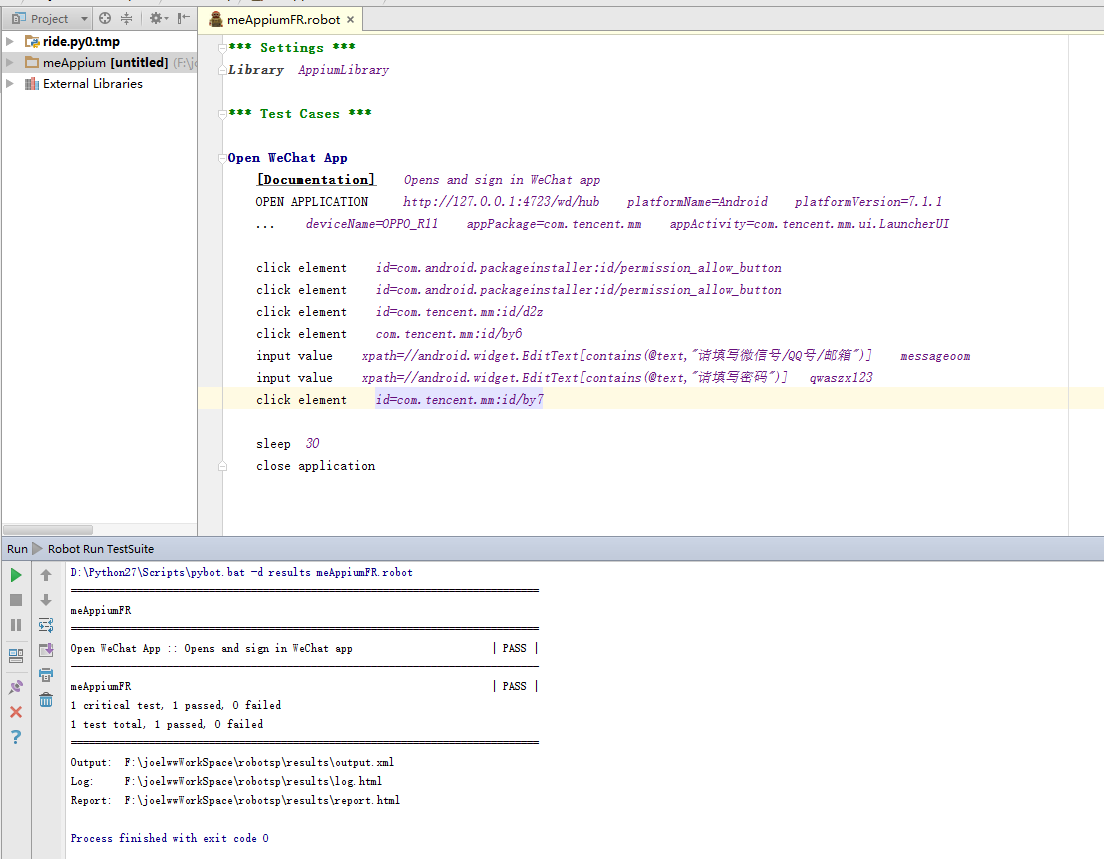 Project
meAppiumFR.robot
ride.py0.tmp
meAppium [untitled] (F:\j
External Libraries
*** Settings ***
Library AppiumLibrary
*** Test Cases ***
Open WeChat App
[Documentation] Opens and sign in WeChat app
OPEN APPLICATION http://127.0.0.1:4723/wd/hub platformName=Android platformVersion=7.1.1
... deviceName=OPPO_R11 appPackage=com.tencent.mm appActivity=com.tencent.mm.ui.LauncherUI
click element id=com.android.packageinstaller:id/permission_allow_button
click element id=com.android.packageinstaller:id/permission_allow_button
click element id=com.tencent.mm:id/d2z
click element com.tencent.mm:id/by6
input value xpath=//android.widget.EditText[contains(@text,"请填写微信号/QQ号/邮箱")] messageoom
input value xpath=//android.widget.EditText[contains(@text,"请填写密码")] qwaszx123
click element id=com.tencent.mm:id/by7
sleep 30
close application
Run Robot Run TestSuite
D:\Python27\Scripts\pybot.bat -d results meAppiumFR.robot
==============================================================================
meAppiumFR
==============================================================================
Open WeChat App :: Opens and sign in WeChat app | PASS |
------------------------------------------------------------------------------
meAppiumFR | PASS |
1 critical test, 1 passed, 0 failed
1 test total, 1 passed, 0 failed
==============================================================================
Output: F:\joelwwWorkSpace\robotsp\results\output.xml
Log: F:\joelwwWorkSpace\robotsp\results\log.html
Report: F:\joelwwWorkSpace\robotsp\results\report.html
Process finished with exit code 0